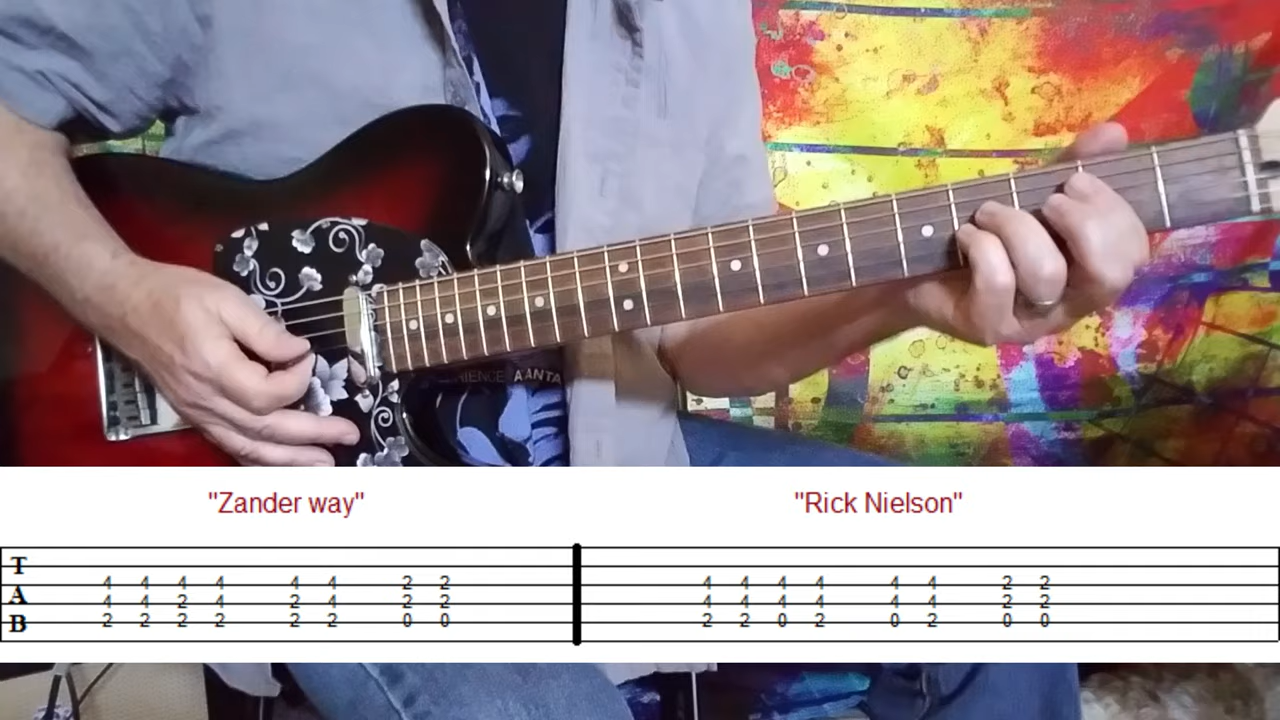 RIENCE AANTA
"Zander way" "Rick Nielson"
T
4 4 4 4 4 4 2 2 4 4 4 4 4 4 2 2
A
4 4 2 4 2 4 2 2 4 4 4 4 4 4 2 2
B
2 2 2 2 2 2 0 0 2 2 0 2 0 2 0 0